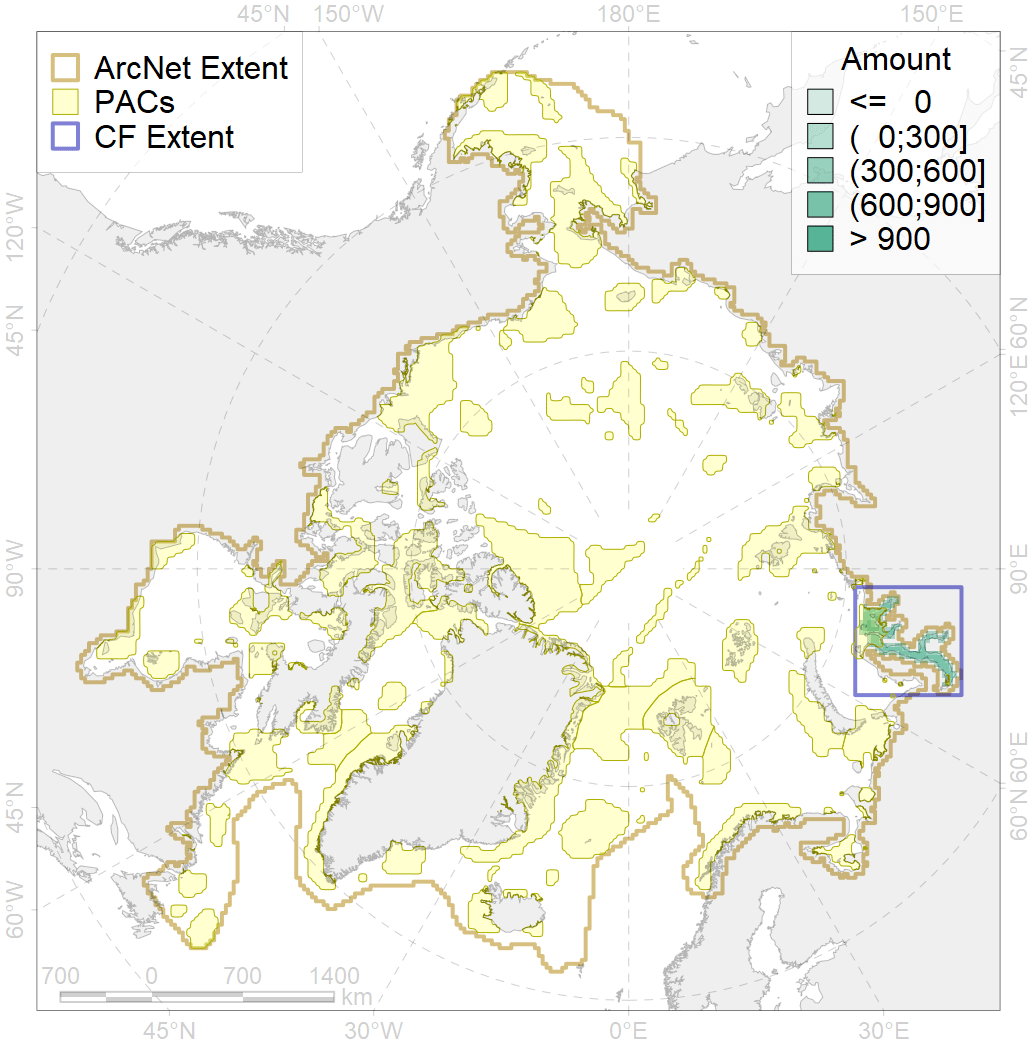 45°N 150°W 180°E 150°E
ArcNet Extent
PACs
CF Extent
Amount
<= 0
( 0;300]
(300;600]
(600;900]
> 900
45°N
60°N
120°E
90°E
60°E
60°N
120°W
45°N
90°W
45°N
60°W
700 0 700 1400
km
45°N 30°W 0°E 30°E